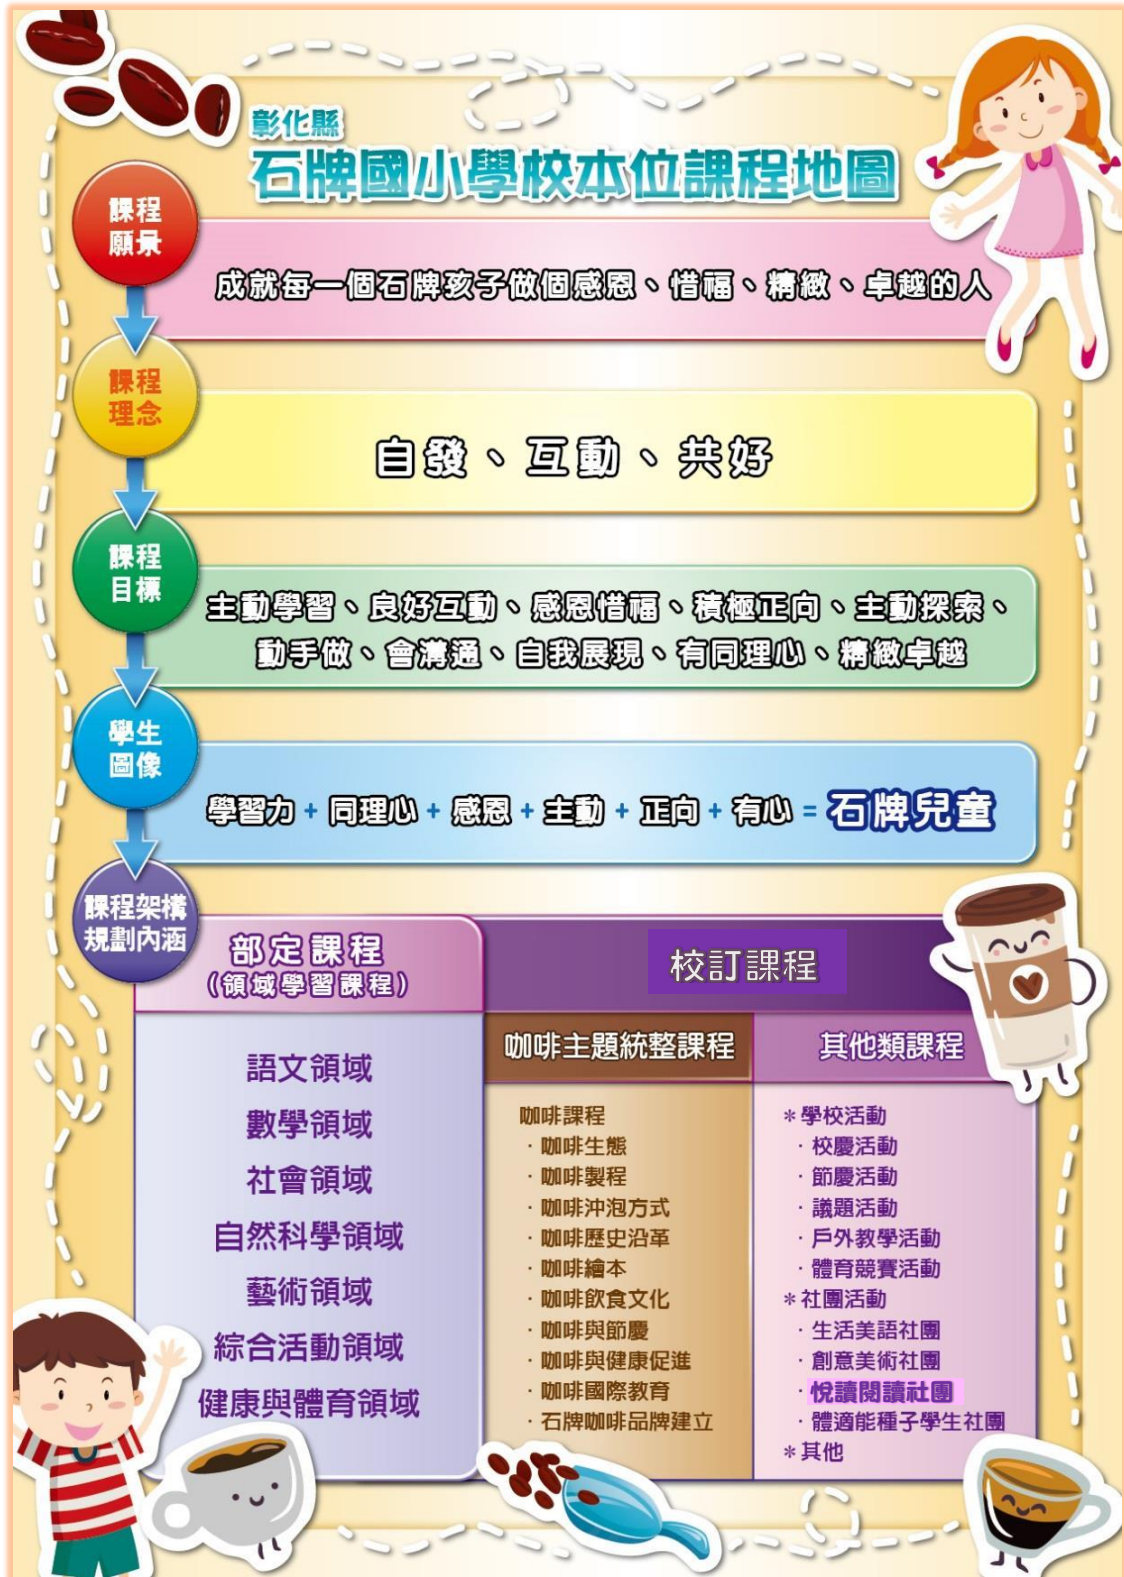 彰化縣
石牌國小學校本位課程地圖
課程
願景
成就每一個石牌孩子做個感恩、惜福、精緻、卓越的人
課程
理念
自發、互動、共好
課程
目標
主動學習、良好互動、感恩惜福、積極正向、主動探索、
動手做、會溝通、自我展現、有同理心、精緻卓越
學生
圖像
學習力 + 同理心 + 感恩 + 主動 + 正向 + 有心 = 石牌兒童
課程架構
規劃內涵
部定課程
(領域學習課程)
語文領域
數學領域
社會領域
自然科學領域
藝術領域
綜合活動領域
健康與體育領域
校訂課程
咖啡主題統整課程
咖啡課程
·咖啡生態
·咖啡製程
·咖啡沖泡方式
·咖啡歷史沿革
·咖啡繪本
·咖啡飲食文化
·咖啡與節慶
·咖啡與健康促進
·咖啡國際教育
·石牌咖啡品牌建立
其他類課程
＊學校活動
·校慶活動
·節慶活動
·議題活動
·戶外教學活動
·體育競賽活動
＊社團活動
·生活美語社團
·創意美術社團
·悅讀閱讀社團
·體適能種子學生社團
＊其他